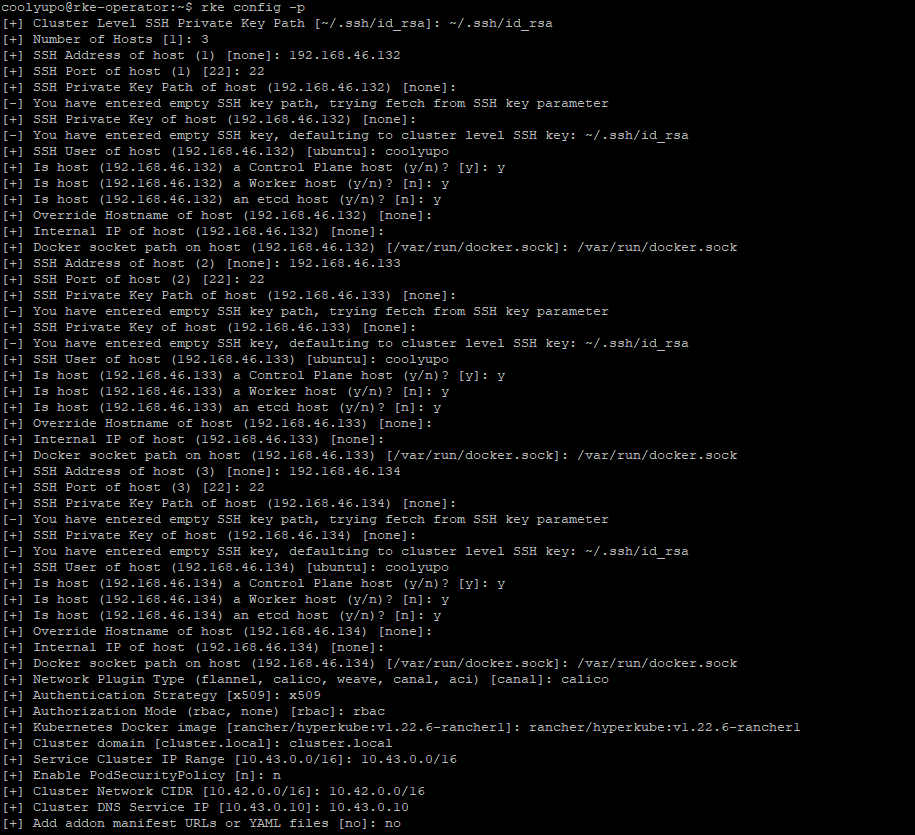 coolyupo@rke-operator:~$ rke config -p
[+] Cluster Level SSH Private Key Path [~/.ssh/id_rsa]: ~/.ssh/id_rsa
[+] Number of Hosts [1]: 3
[+] SSH Address of host (1) [none]: 192.168.46.132
[+] SSH Port of host (1) [22]: 22
[+] SSH Private Key Path of host (192.168.46.132) [none]:
[-] You have entered empty SSH key path, trying fetch from SSH key parameter
[+] SSH Private Key of host (192.168.46.132) [none]:
[-] You have entered empty SSH key, defaulting to cluster level SSH key: ~/.ssh/id_rsa
[+] SSH User of host (192.168.46.132) [ubuntu]: coolyupo
[+] Is host (192.168.46.132) a Control Plane host (y/n)? [y]: y
[+] Is host (192.168.46.132) a Worker host (y/n)? [n]: y
[+] Is host (192.168.46.132) an etcd host (y/n)? [n]: y
[+] Override Hostname of host (192.168.46.132) [none]:
[+] Internal IP of host (192.168.46.132) [none]:
[+] Docker socket path on host (192.168.46.132) [/var/run/docker.sock]: /var/run/docker.sock
[+] SSH Address of host (2) [none]: 192.168.46.133
[+] SSH Port of host (2) [22]: 22
[+] SSH Private Key Path of host (192.168.46.133) [none]:
[-] You have entered empty SSH key path, trying fetch from SSH key parameter
[+] SSH Private Key of host (192.168.46.133) [none]:
[-] You have entered empty SSH key, defaulting to cluster level SSH key: ~/.ssh/id_rsa
[+] SSH User of host (192.168.46.133) [ubuntu]: coolyupo
[+] Is host (192.168.46.133) a Control Plane host (y/n)? [y]: y
[+] Is host (192.168.46.133) a Worker host (y/n)? [n]: y
[+] Is host (192.168.46.133) an etcd host (y/n)? [n]: y
[+] Override Hostname of host (192.168.46.133) [none]:
[+] Internal IP of host (192.168.46.133) [none]:
[+] Docker socket path on host (192.168.46.133) [/var/run/docker.sock]: /var/run/docker.sock
[+] SSH Address of host (3) [none]: 192.168.46.134
[+] SSH Port of host (3) [22]: 22
[+] SSH Private Key Path of host (192.168.46.134) [none]:
[-] You have entered empty SSH key path, trying fetch from SSH key parameter
[+] SSH Private Key of host (192.168.46.134) [none]:
[-] You have entered empty SSH key, defaulting to cluster level SSH key: ~/.ssh/id_rsa
[+] SSH User of host (192.168.46.134) [ubuntu]: coolyupo
[+] Is host (192.168.46.134) a Control Plane host (y/n)? [y]: y
[+] Is host (192.168.46.134) a Worker host (y/n)? [n]: y
[+] Is host (192.168.46.134) an etcd host (y/n)? [n]: y
[+] Override Hostname of host (192.168.46.134) [none]:
[+] Internal IP of host (192.168.46.134) [none]:
[+] Docker socket path on host (192.168.46.134) [/var/run/docker.sock]: /var/run/docker.sock
[+] Network Plugin Type (flannel, calico, weave, canal, aci) [canal]: calico
[+] Authentication Strategy [x509]: x509
[+] Authorization Mode (rbac, none) [rbac]: rbac
[+] Kubernetes Docker image [rancher/hyperkube:v1.22.6-rancher1]: rancher/hyperkube:v1.22.6-rancher1
[+] Cluster domain [cluster.local]: cluster.local
[+] Service Cluster IP Range [10.43.0.0/16]: 10.43.0.0/16
[+] Enable PodSecurityPolicy [n]: n
[+] Cluster Network CIDR [10.42.0.0/16]: 10.42.0.0/16
[+] Cluster DNS Service IP [10.43.0.10]: 10.43.0.10
[+] Add addon manifest URLs or YAML files [no]: no